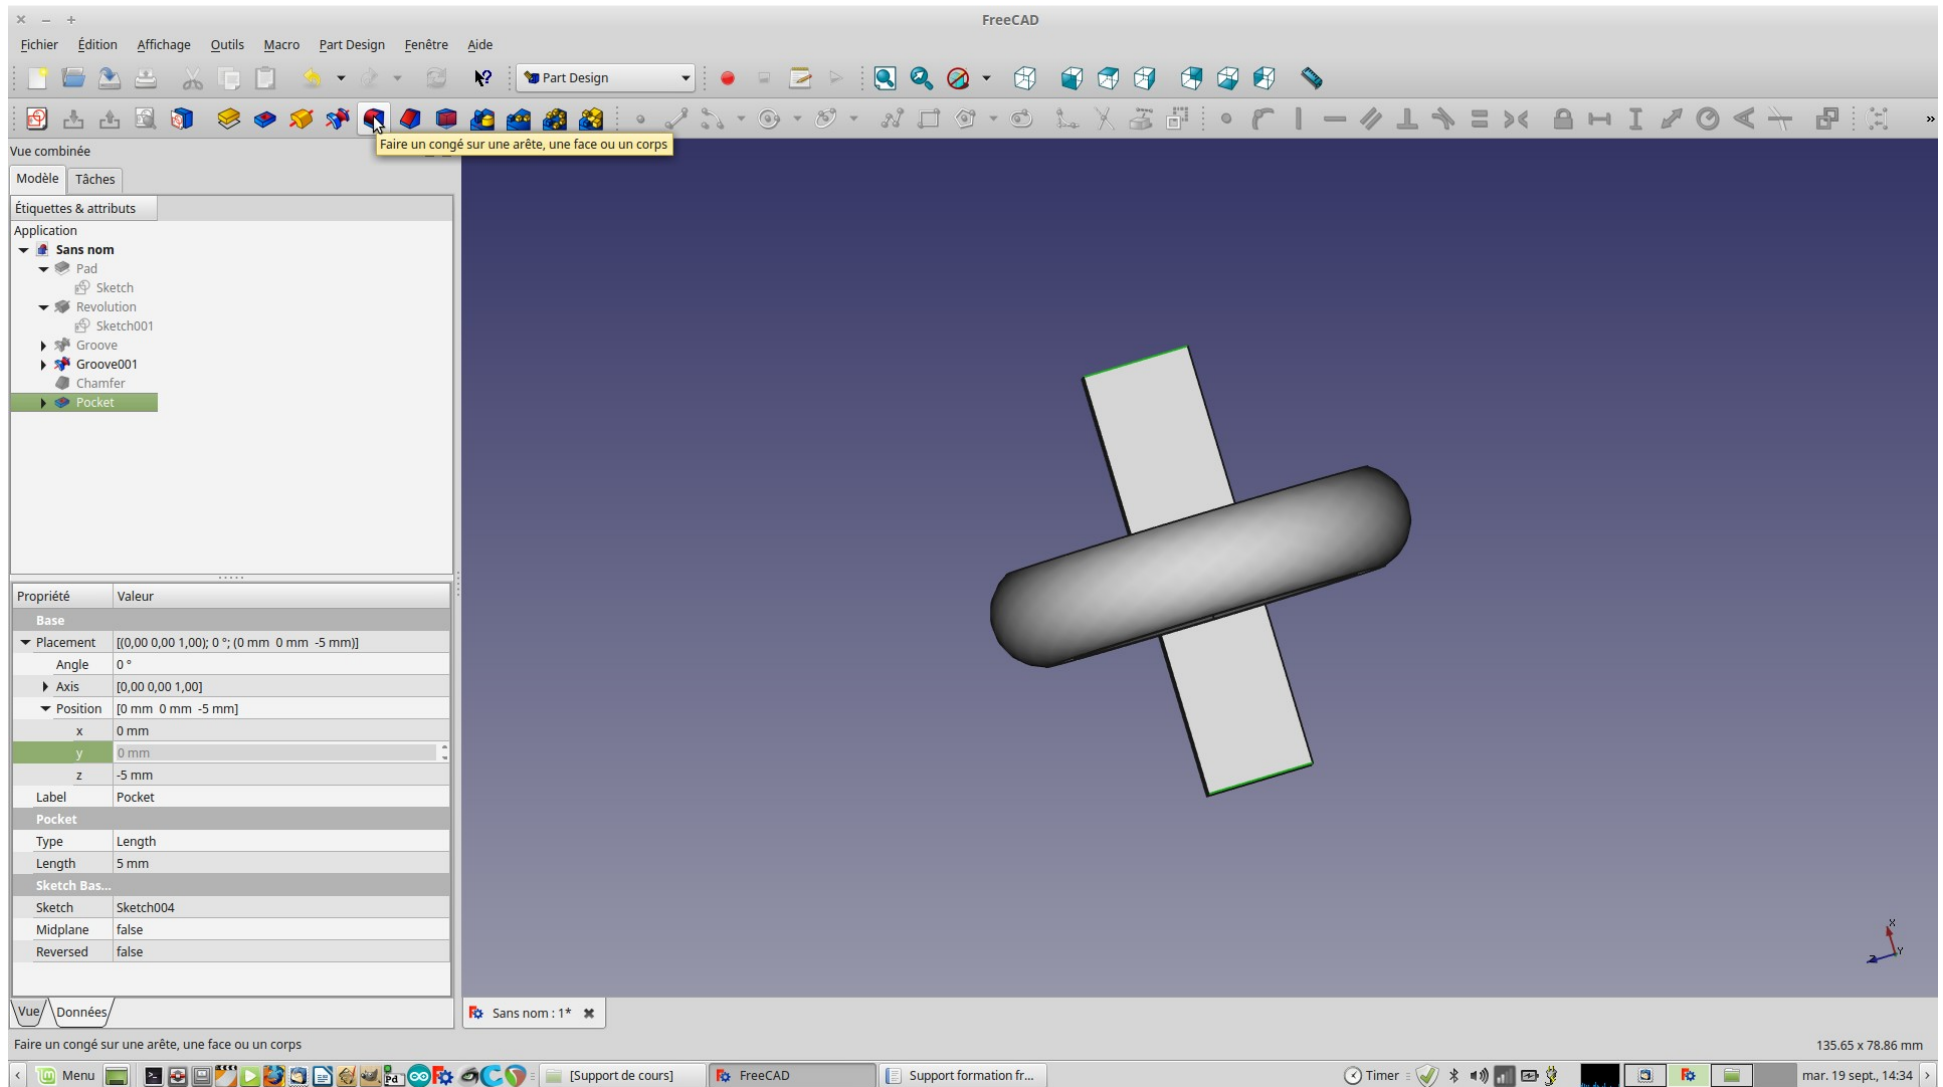 FreeCAD
Fichier Édition Affichage Outils Macro Part Design Fenêtre Aide
Part Design
Faire un congé sur une arête, une face ou un corps
Vue combinée
Modèle Tâches
Étiquettes & attributs
Application
Sans nom
Pad
Sketch
Revolution
Sketch001
Groove
Groove001
Chamfer
Pocket
Propriété Valeur
Base
Placement [(0,00 0,00 1,00); 0 °; (0 mm 0 mm -5 mm)]
Angle 0 °
Axis [0,00 0,00 1,00]
Position [0 mm 0 mm -5 mm]
x 0 mm
y 0 mm
z -5 mm
Label Pocket
Pocket
Type Length
Length 5 mm
Sketch Bas...
Sketch Sketch004
Midplane false
Reversed false
X
Y
Z
Vue Données
Sans nom : 1*
Faire un congé sur une arête, une face ou un corps
135.65 x 78.86 mm
Menu
Pd
[Support de cours]
FreeCAD
Support formation fr...
Timer
mar. 19 sept., 14:34